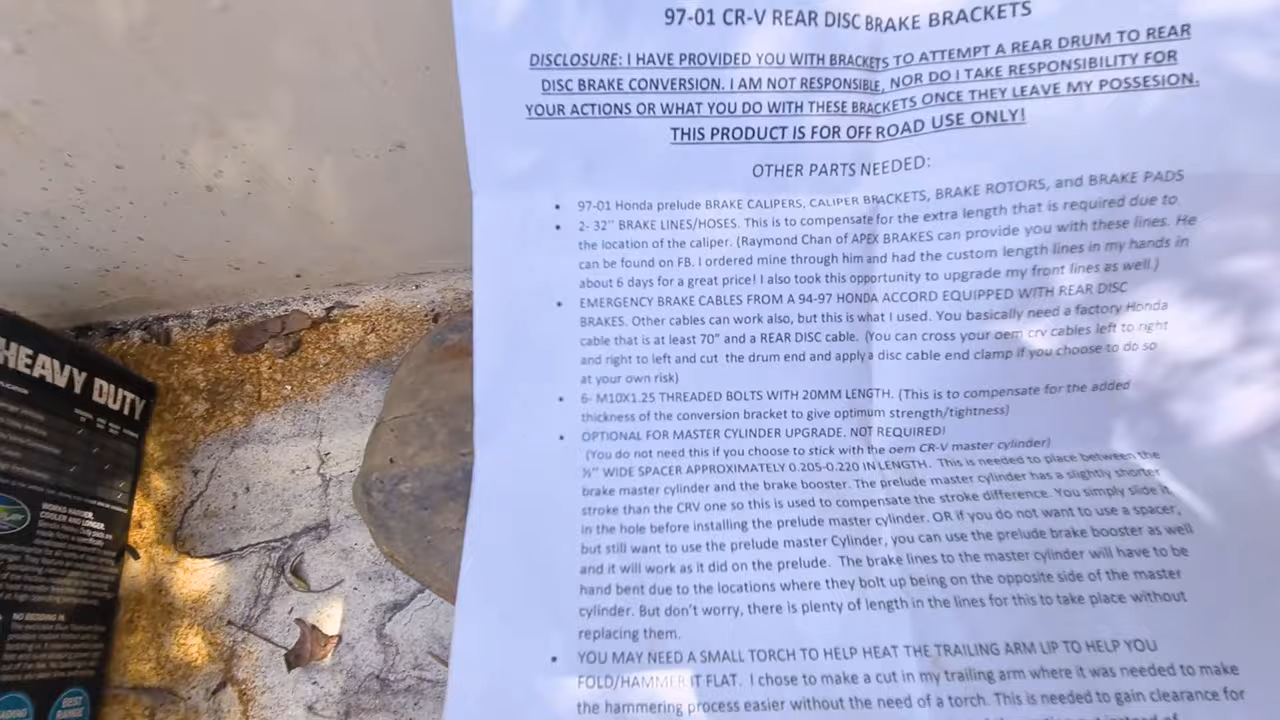 97-01 CR-V REAR DISC BRAKE BRACKETS
DISCLOSURE: I HAVE PROVIDED YOU WITH BRACKETS TO ATTEMPT A REAR DRUM TO REAR
DISC BRAKE CONVERSION. I AM NOT RESPONSIBLE, NOR DO I TAKE RESPONSIBILITY FOR
YOUR ACTIONS OR WHAT YOU DO WITH THESE BRACKETS ONCE THEY LEAVE MY POSSESION.
THIS PRODUCT IS FOR OFF ROAD USE ONLY!
OTHER PARTS NEEDED:
• 97-01 Honda prelude BRAKE CALIPERS, CALIPER BRACKETS, BRAKE ROTORS, and BRAKE PADS
• 2- 32" BRAKE LINES/HOSES. This is to compensate for the extra length that is required due to
the location of the caliper. (Raymond Chan of APEX BRAKES can provide you with these lines. He
can be found on FB. I ordered mine through him and had the custom length lines in my hands in
about 6 days for a great price! I also took this opportunity to upgrade my front lines as well.)
• EMERGENCY BRAKE CABLES FROM A 94-97 HONDA ACCORD EQUIPPED WITH REAR DISC
BRAKES. Other cables can work also, but this is what I used. You basically need a factory Honda
cable that is at least 70" and a REAR DISC cable. (You can cross your oem crv cables left to right
and right to left and cut the drum end and apply a disc cable end clamp if you choose to do so
at your own risk)
• 6- M10X1.25 THREADED BOLTS WITH 20MM LENGTH. (This is to compensate for the added
thickness of the conversion bracket to give optimum strength/tightness)
• OPTIONAL FOR MASTER CYLINDER UPGRADE. NOT REQUIRED!
(You do not need this if you choose to stick with the oem CR-V master cylinder)
WIDE SPACER APPROXIMATELY 0.205-0.220 IN LENGTH. This is needed to place between the
brake master cylinder and the brake booster. The prelude master cylinder has a slightly shorter
stroke than the CRV one so this is used to compensate the stroke difference. You simply slide it
in the hole before installing the prelude master cylinder. OR if you do not want to use a spacer,
but still want to use the prelude master Cylinder, you can use the prelude brake booster as well
and it will work as it did on the prelude. The brake lines to the master cylinder will have to be
hand bent due to the locations where they bolt up being on the opposite side of the master
cylinder. But don't worry, there is plenty of length in the lines for this to take place without
replacing them.
• YOU MAY NEED A SMALL TORCH TO HELP HEAT THE TRAILING ARM LIP TO HELP YOU
FOLD/HAMMER IT FLAT. I chose to make a cut in my trailing arm where it was needed to make
the hammering process easier without the need of a torch. This is needed to gain clearance for
HEAVY DUTY
WORKS HARDER,
COOLER AND LONGER.
NO BEDDING IN.
BEST
RANGE